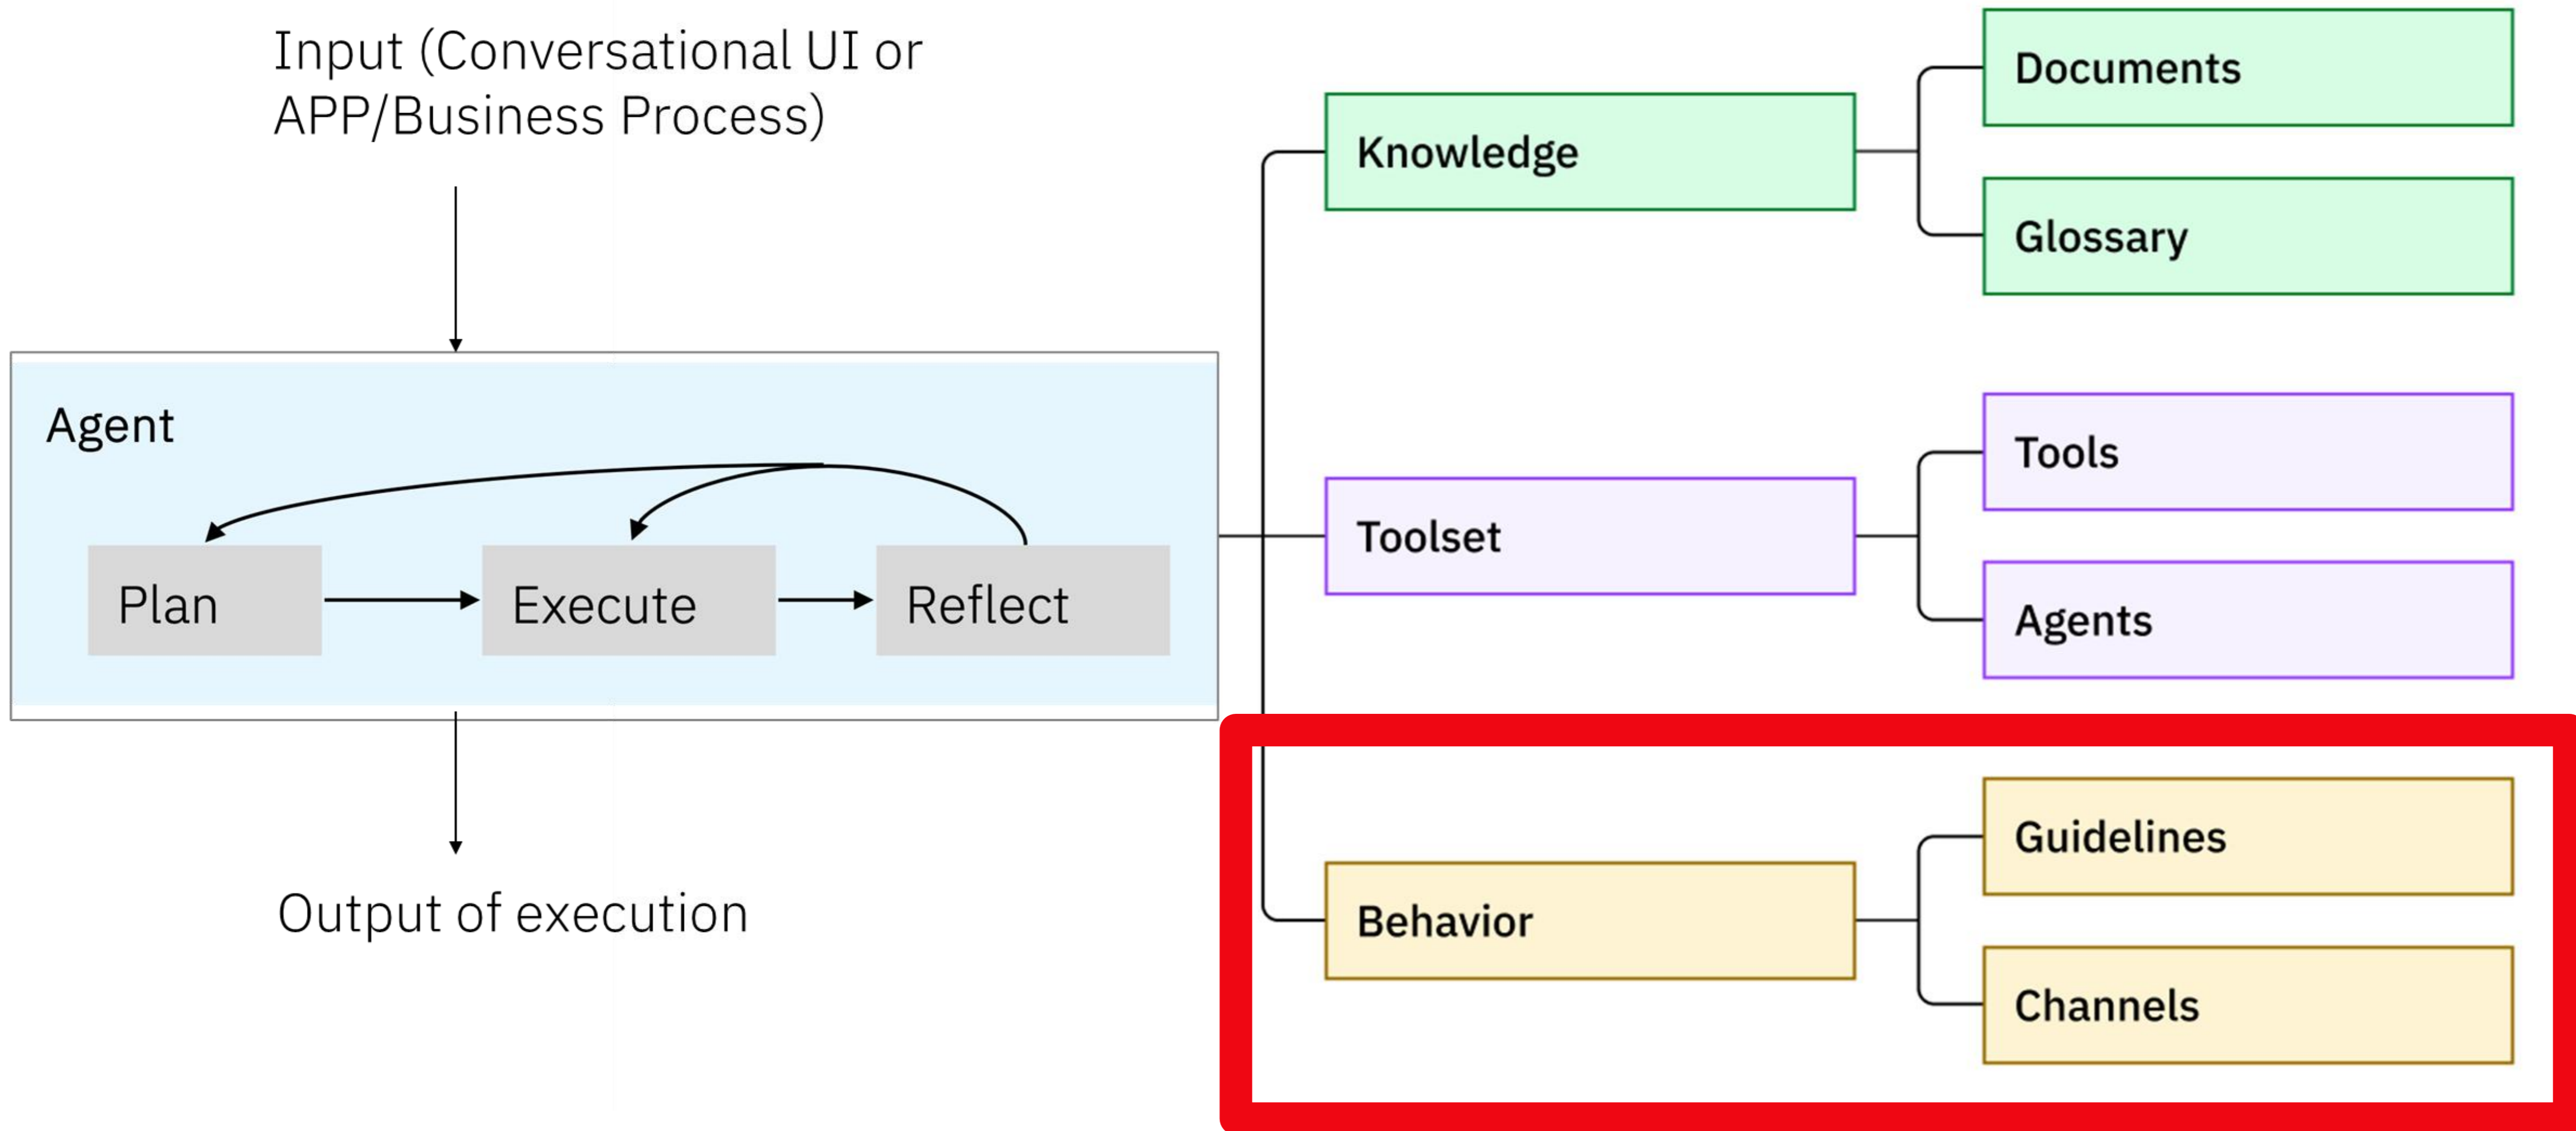 Input (Conversational UI or
APP/Business Process)
Agent
Plan
Execute
Reflect
Output of execution
Knowledge
Documents
Glossary
Toolset
Tools
Agents
Behavior
Guidelines
Channels